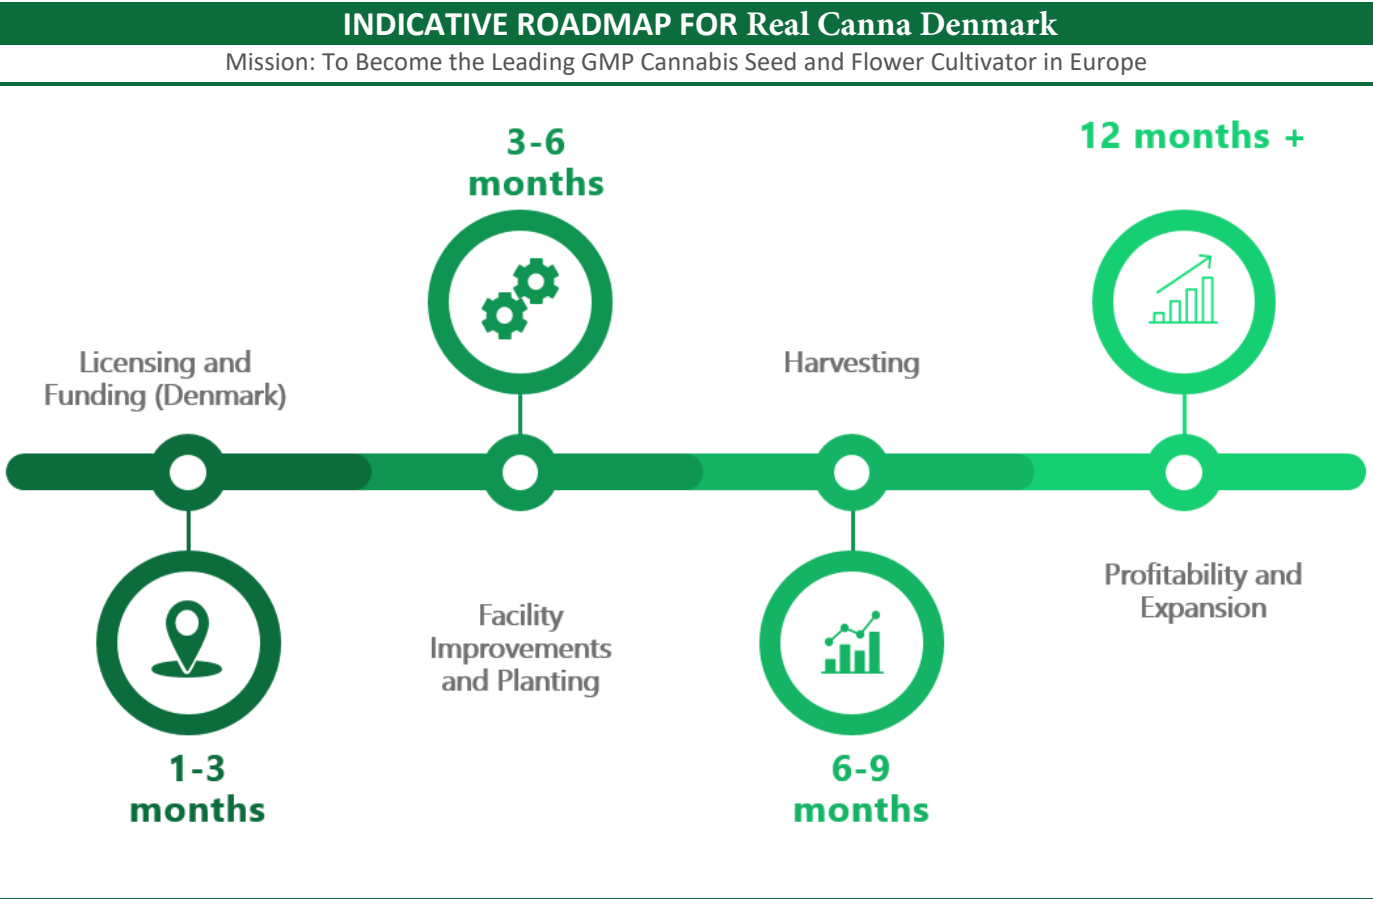 INDICATIVE ROADMAP FOR Real Canna Denmark
Mission: To Become the Leading GMP Cannabis Seed and Flower Cultivator in Europe
Licensing and
Funding (Denmark)
1-3
months
3-6
months
Facility
Improvements
and Planting
Harvesting
6-9
months
12 months +
Profitability and
Expansion